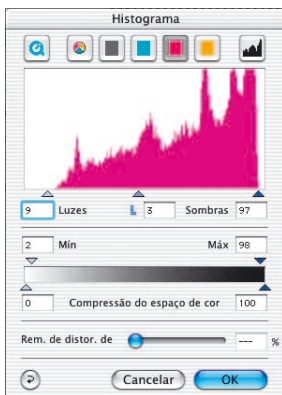 Histograma
9 Luzes L 3 Sombras 97
2 Mín Máx 98
0 Compressão do espaço de cor 100
Rem. de distor. de --- %
Cancelar OK